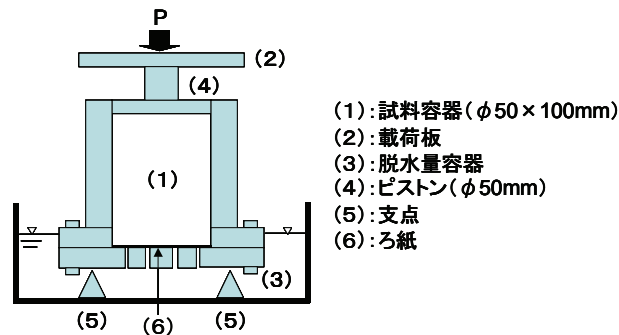 P
(2)
(4)
(1)
(3)
(5)
(6)
(5)
(1):試料容器(φ50×100mm)
(2):載荷板
(3):脱水量容器
(4):ピストン(φ50mm)
(5):支点
(6):ろ紙